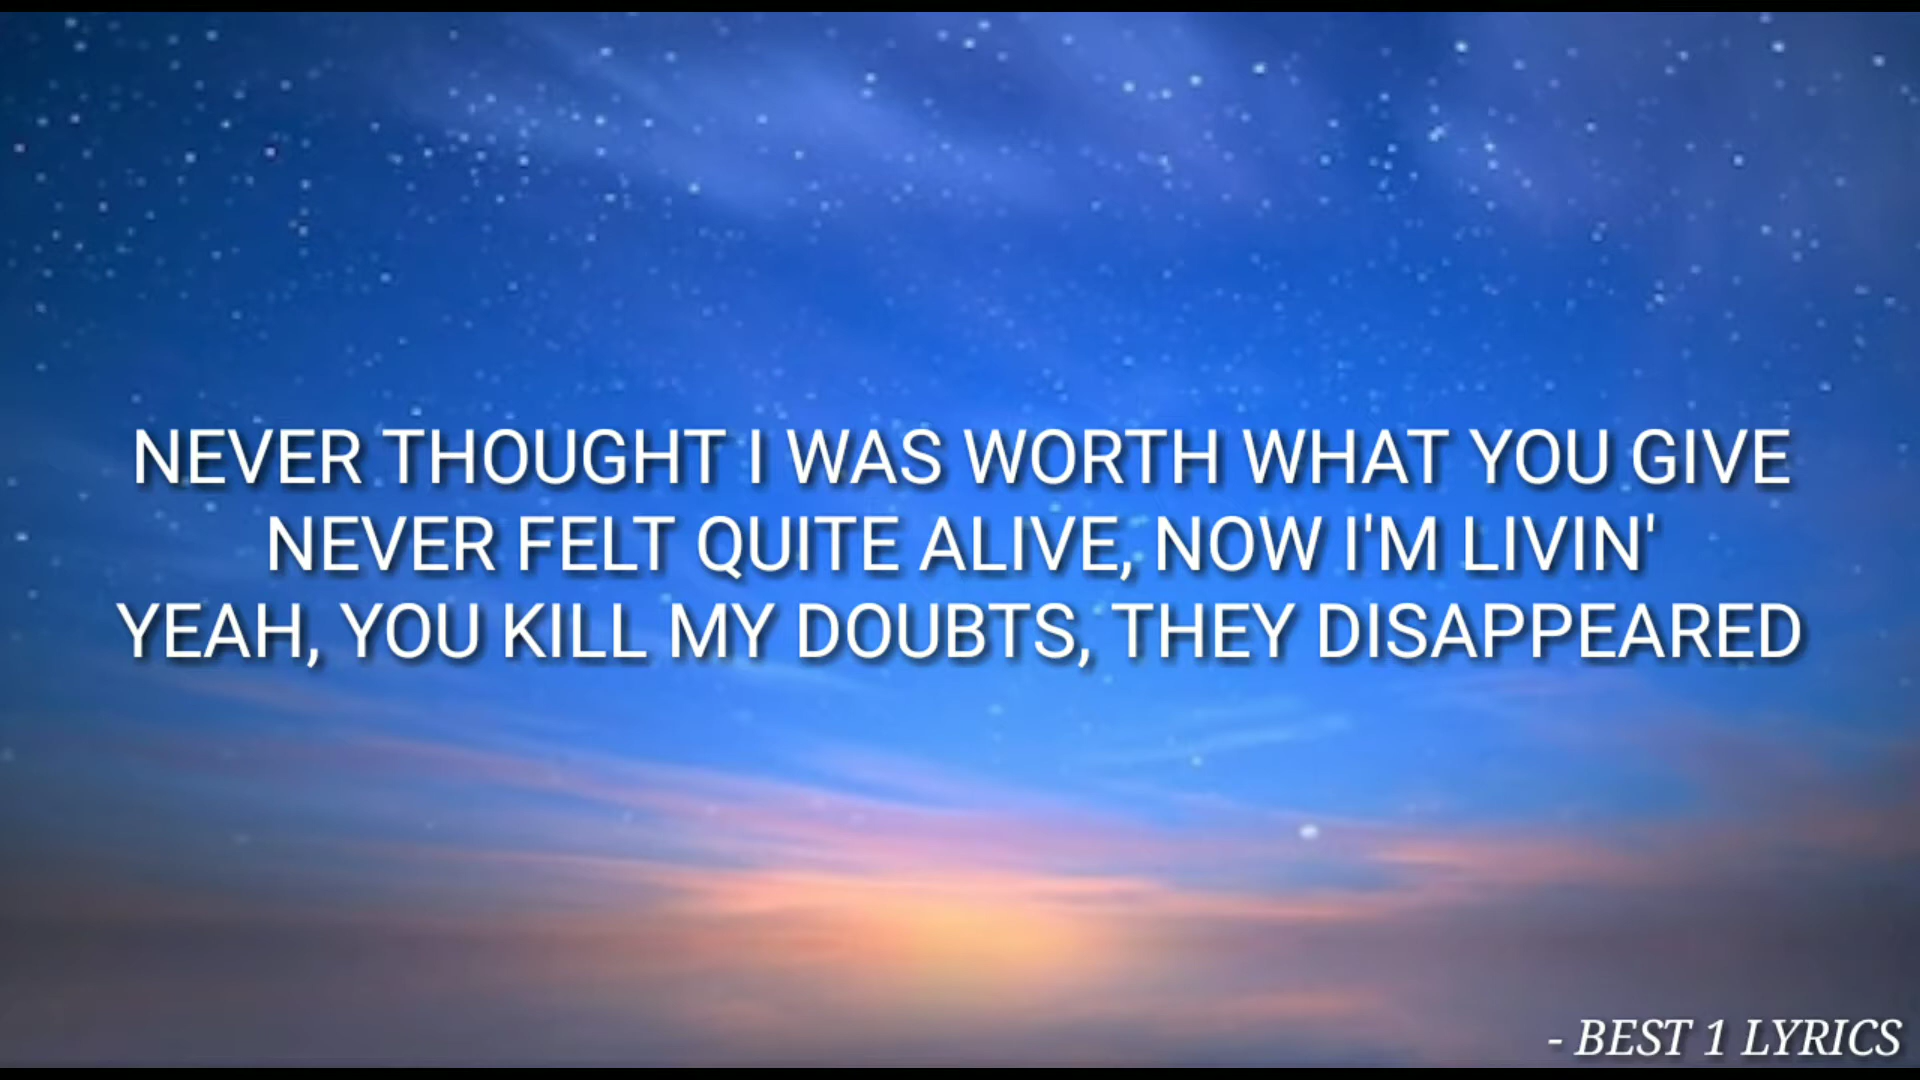 NEVER THOUGHT I WAS WORTH WHAT YOU GIVE
NEVER FELT QUITE ALIVE, NOW I'M LIVIN'
YEAH, YOU KILL MY DOUBTS, THEY DISAPPEARED
- BEST 1 LYRICS